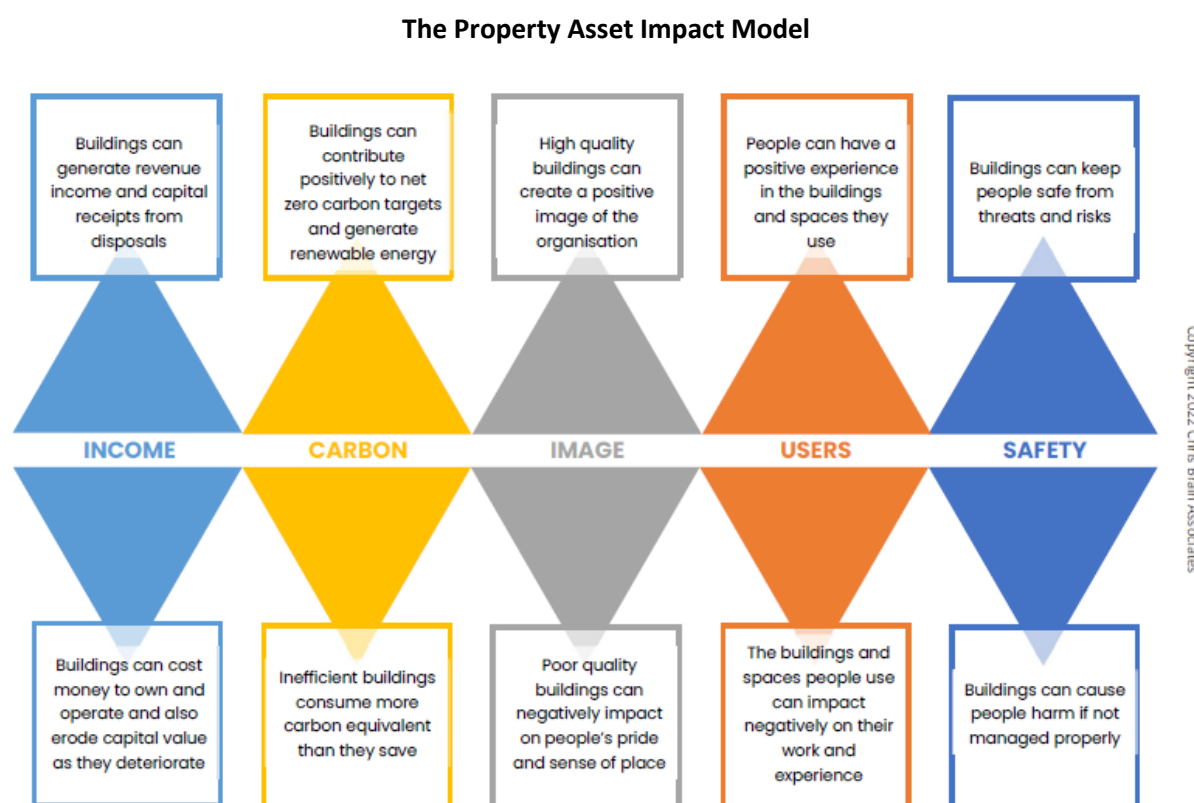 The Property Asset Impact Model
Buildings can
generate revenue
income and capital
receipts from
disposals
Buildings can
contribute
positively to net
zero carbon targets
and generate
renewable energy
High quality
buildings can
create a positive
image of the
organisation
People can have a
positive experience
in the buildings
and spaces they
use
Buildings can keep
people safe from
threats and risks
INCOME
CARBON
IMAGE
USERS
SAFETY
Buildings can cost
money to own and
operate and also
erode capital value
as they deteriorate
Inefficient buildings
consume more
carbon equivalent
than they save
Poor quality
buildings can
negatively impact
on people's pride
and sense of place
The buildings and
spaces people use
can impact
negatively on their
work and
experience
Buildings can cause
people harm if not
managed properly
Copyright 2022 Chris Brain Associates